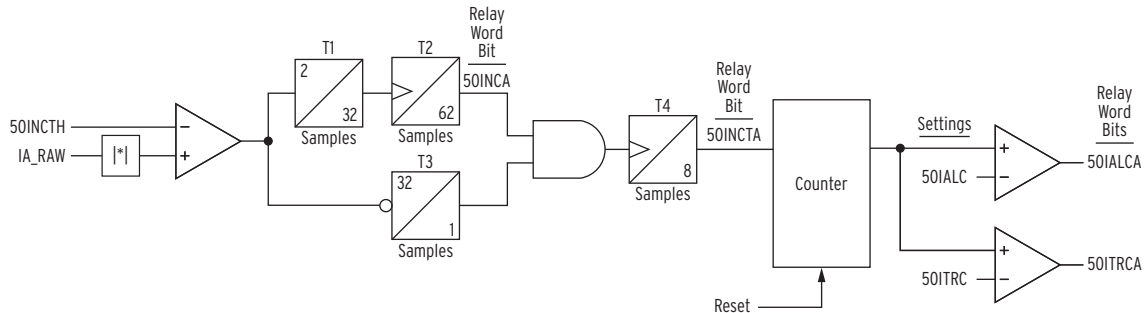 Relay
Word
Bit
50INCA
T1
2
32
Samples
T2
62
Samples
50INCTH
IA_RAW
|*|
-
+
T3
32
1
Samples
T4
8
Samples
Relay
Word
Bit
50INCTA
Counter
Reset
Settings
+
50IALC
-
Relay
Word
Bits
50IALCA
+
50ITRC
-
50ITRCA